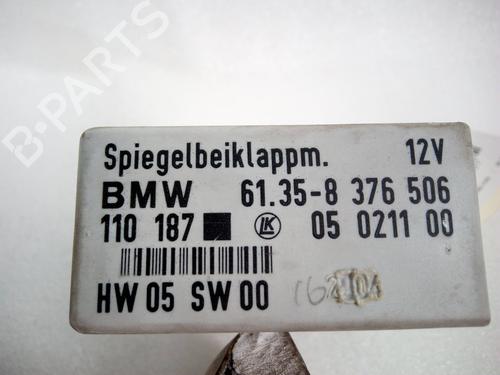 B-PARTS
Spiegelbeiklappm. 12V
BMW 61.35-8 376 506
110 187 LK 05 0211 00
HW 05 SW 00